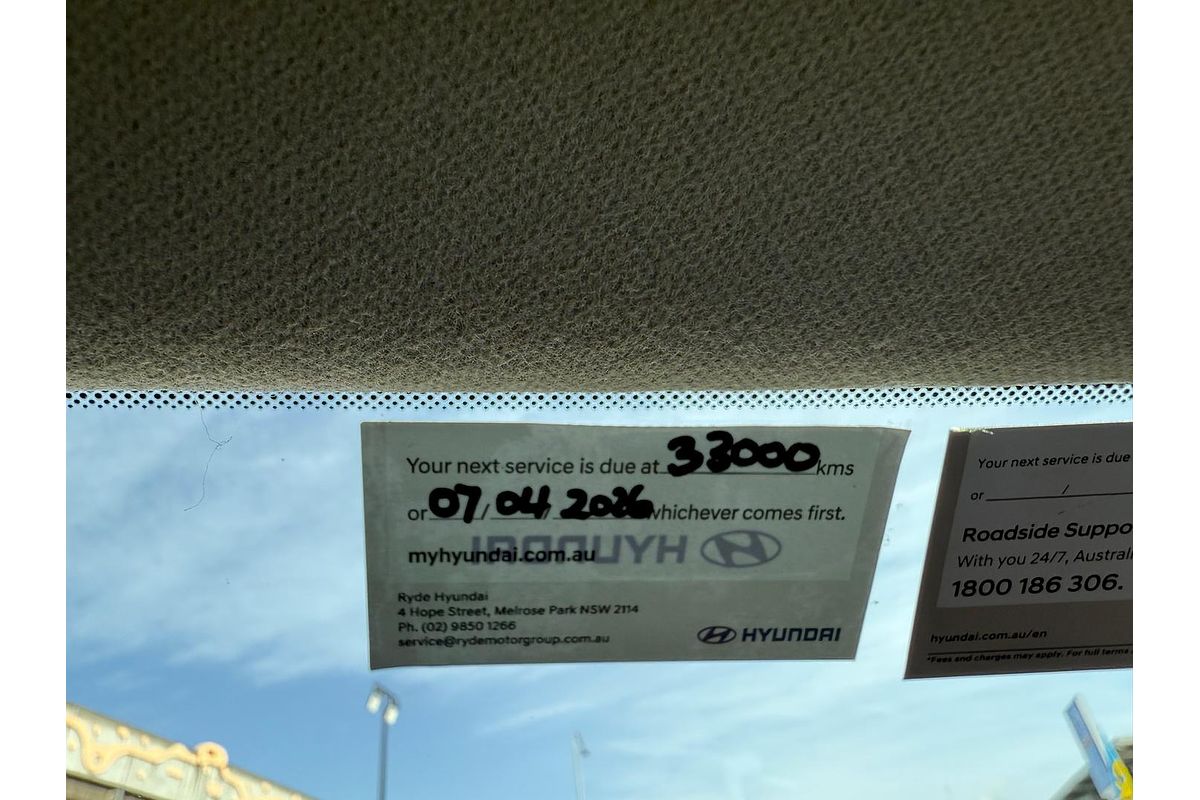 Your next service is due at 33000 kms
or 07/04/2026 whichever comes first.
myhyundai.com.au
HYUNDAI
Ryde Hyundai
4 Hope Street, Melrose Park NSW 2114
Ph. (02) 9850 1266
service@rydemotorgroup.com.au
HYUNDAI
Your next service is due
or ___/
Roadside Suppo
With you 24/7, Australi
1800 186 306.
hyundai.com.au/en
*Fees and charges may apply. For full terms